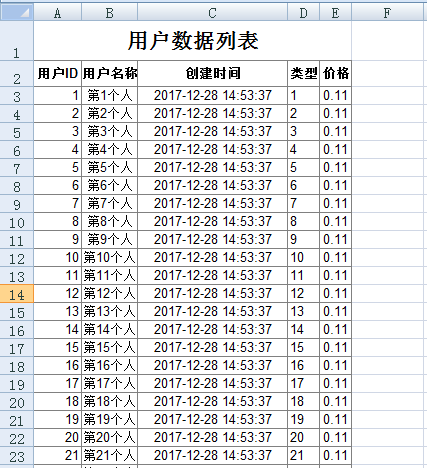 A B C D E F
1 用户数据列表
2 用户ID 用户名称 创建时间 类型 价格
3 1 第1个人 2017-12-28 14:53:37 1 0.11
4 2 第2个人 2017-12-28 14:53:37 2 0.11
5 3 第3个人 2017-12-28 14:53:37 3 0.11
6 4 第4个人 2017-12-28 14:53:37 4 0.11
7 5 第5个人 2017-12-28 14:53:37 5 0.11
8 6 第6个人 2017-12-28 14:53:37 6 0.11
9 7 第7个人 2017-12-28 14:53:37 7 0.11
10 8 第8个人 2017-12-28 14:53:37 8 0.11
11 9 第9个人 2017-12-28 14:53:37 9 0.11
12 10 第10个人 2017-12-28 14:53:37 10 0.11
13 11 第11个人 2017-12-28 14:53:37 11 0.11
14 12 第12个人 2017-12-28 14:53:37 12 0.11
15 13 第13个人 2017-12-28 14:53:37 13 0.11
16 14 第14个人 2017-12-28 14:53:37 14 0.11
17 15 第15个人 2017-12-28 14:53:37 15 0.11
18 16 第16个人 2017-12-28 14:53:37 16 0.11
19 17 第17个人 2017-12-28 14:53:37 17 0.11
20 18 第18个人 2017-12-28 14:53:37 18 0.11
21 19 第19个人 2017-12-28 14:53:37 19 0.11
22 20 第20个人 2017-12-28 14:53:37 20 0.11
23 21 第21个人 2017-12-28 14:53:37 21 0.11